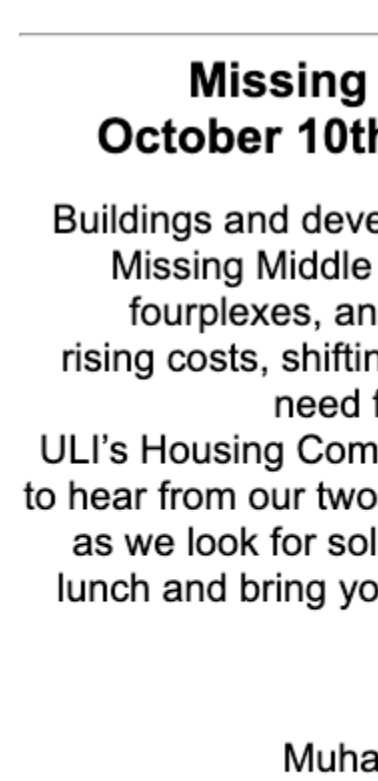 Missing
October 10th
Buildings and deve
Missing Middle
fourplexes, an
rising costs, shiftin
need f
ULI’s Housing Com
to hear from our two
as we look for sol
lunch and bring yo
Muha